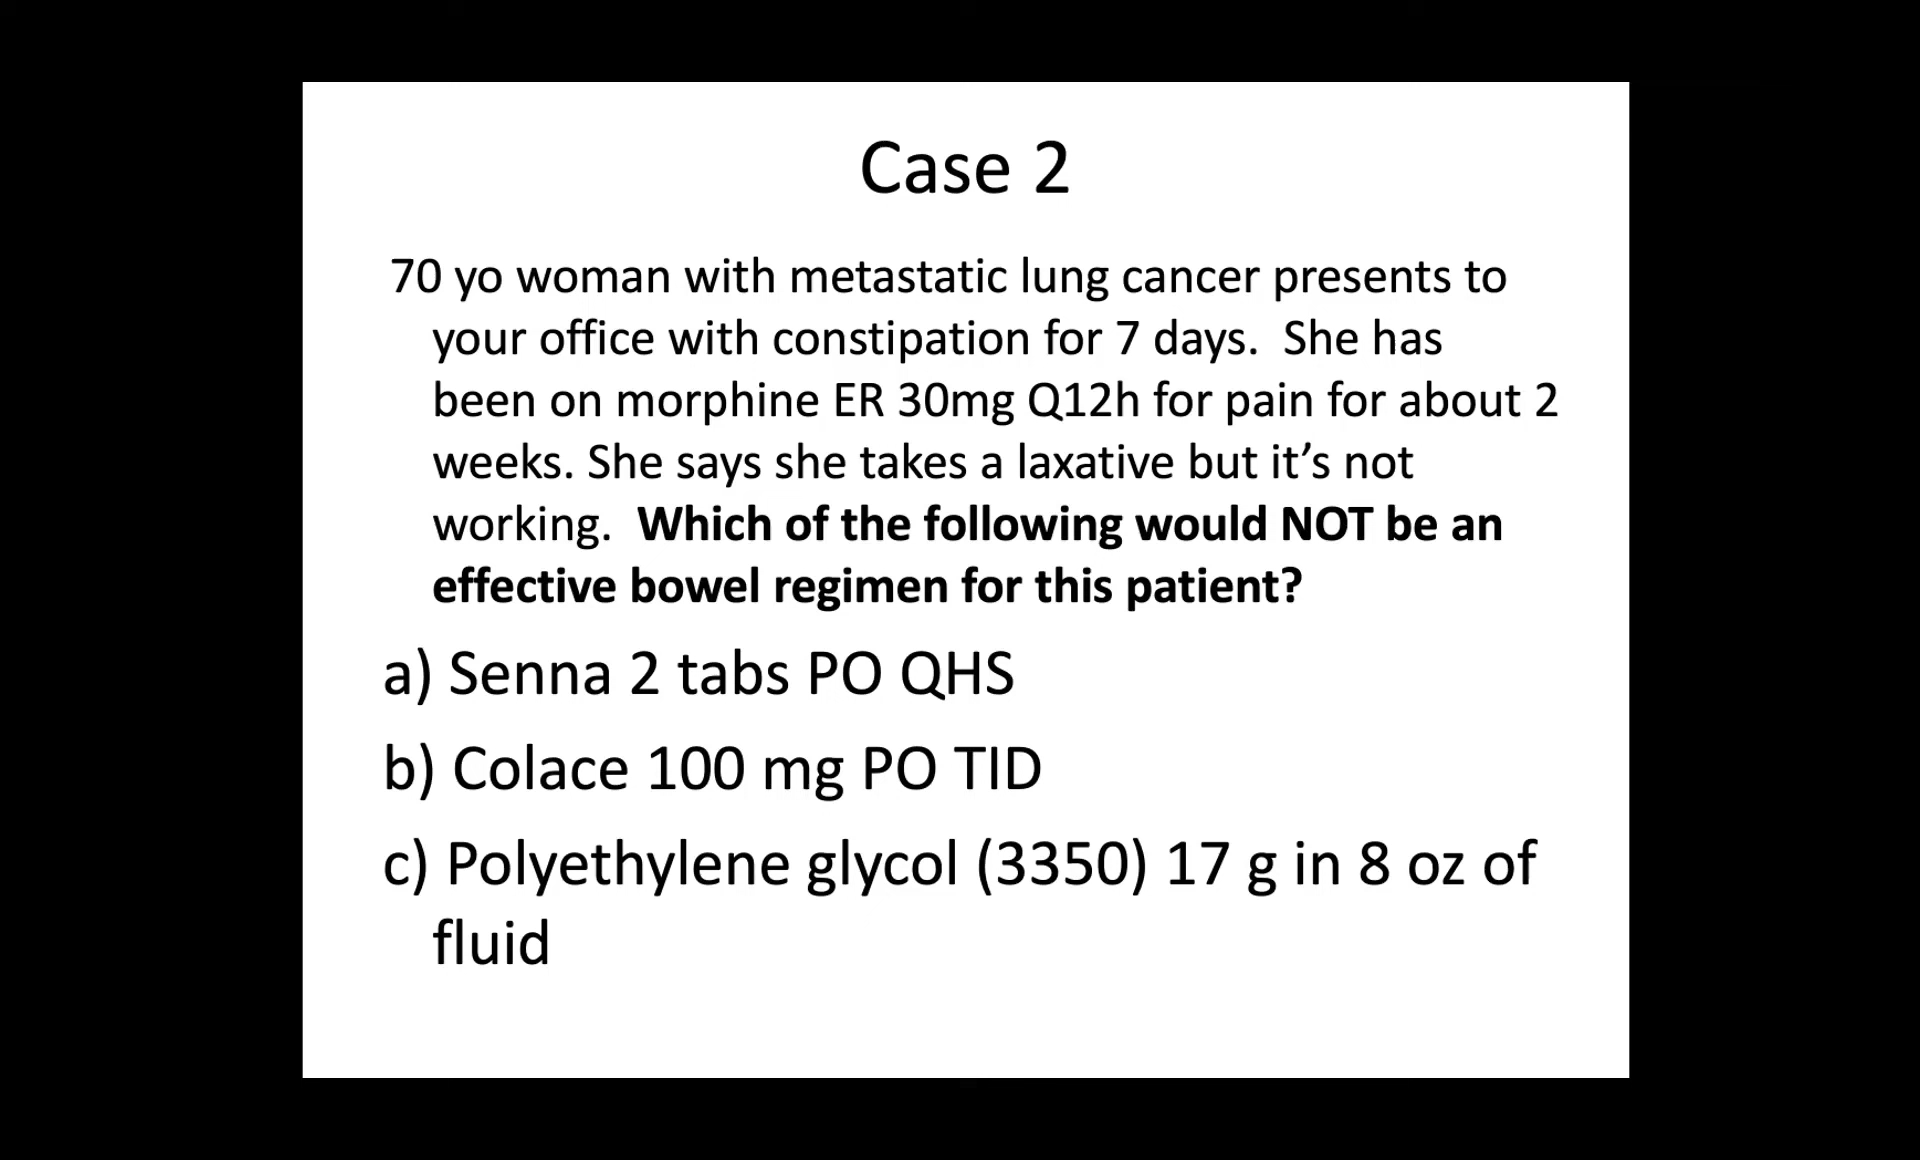 Case 2
70 yo woman with metastatic lung cancer presents to
your office with constipation for 7 days.  She has
been on morphine ER 30mg Q12h for pain for about 2
weeks. She says she takes a laxative but it’s not
working.  Which of the following would NOT be an
effective bowel regimen for this patient?
a) Senna 2 tabs PO QHS
b) Colace 100 mg PO TID
c) Polyethylene glycol (3350) 17 g in 8 oz of
fluid